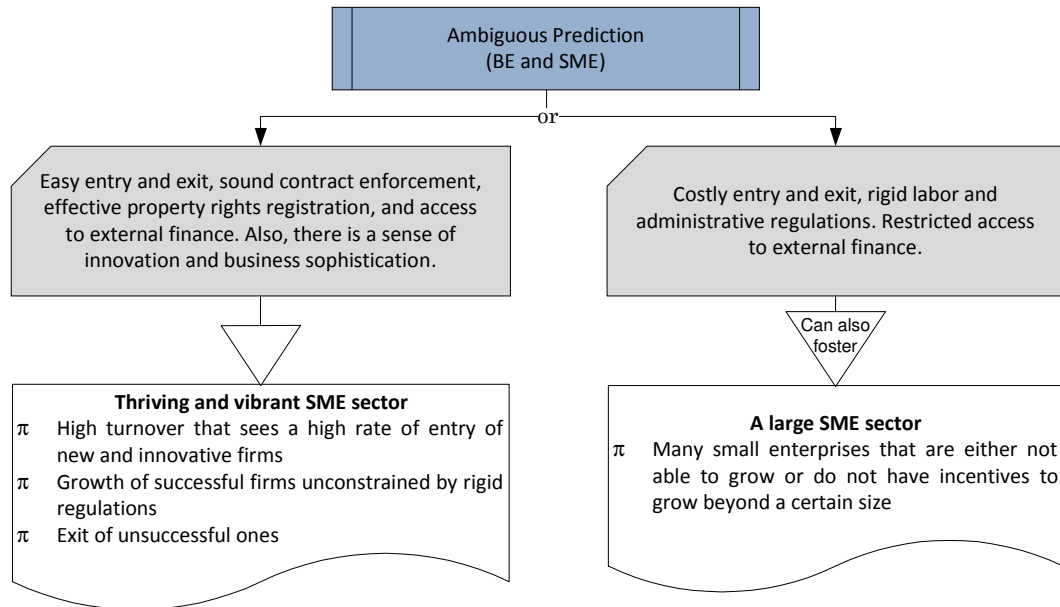 Ambiguous Prediction
(BE and SME)
or
Easy entry and exit, sound contract enforcement,
effective property rights registration, and access
to external finance. Also, there is a sense of
innovation and business sophistication.
Costly entry and exit, rigid labor and
administrative regulations. Restricted access
to external finance.
Can also
foster
Thriving and vibrant SME sector
π High turnover that sees a high rate of entry of
new and innovative firms
π Growth of successful firms unconstrained by rigid
regulations
π Exit of unsuccessful ones
A large SME sector
π Many small enterprises that are either not
able to grow or do not have incentives to
grow beyond a certain size